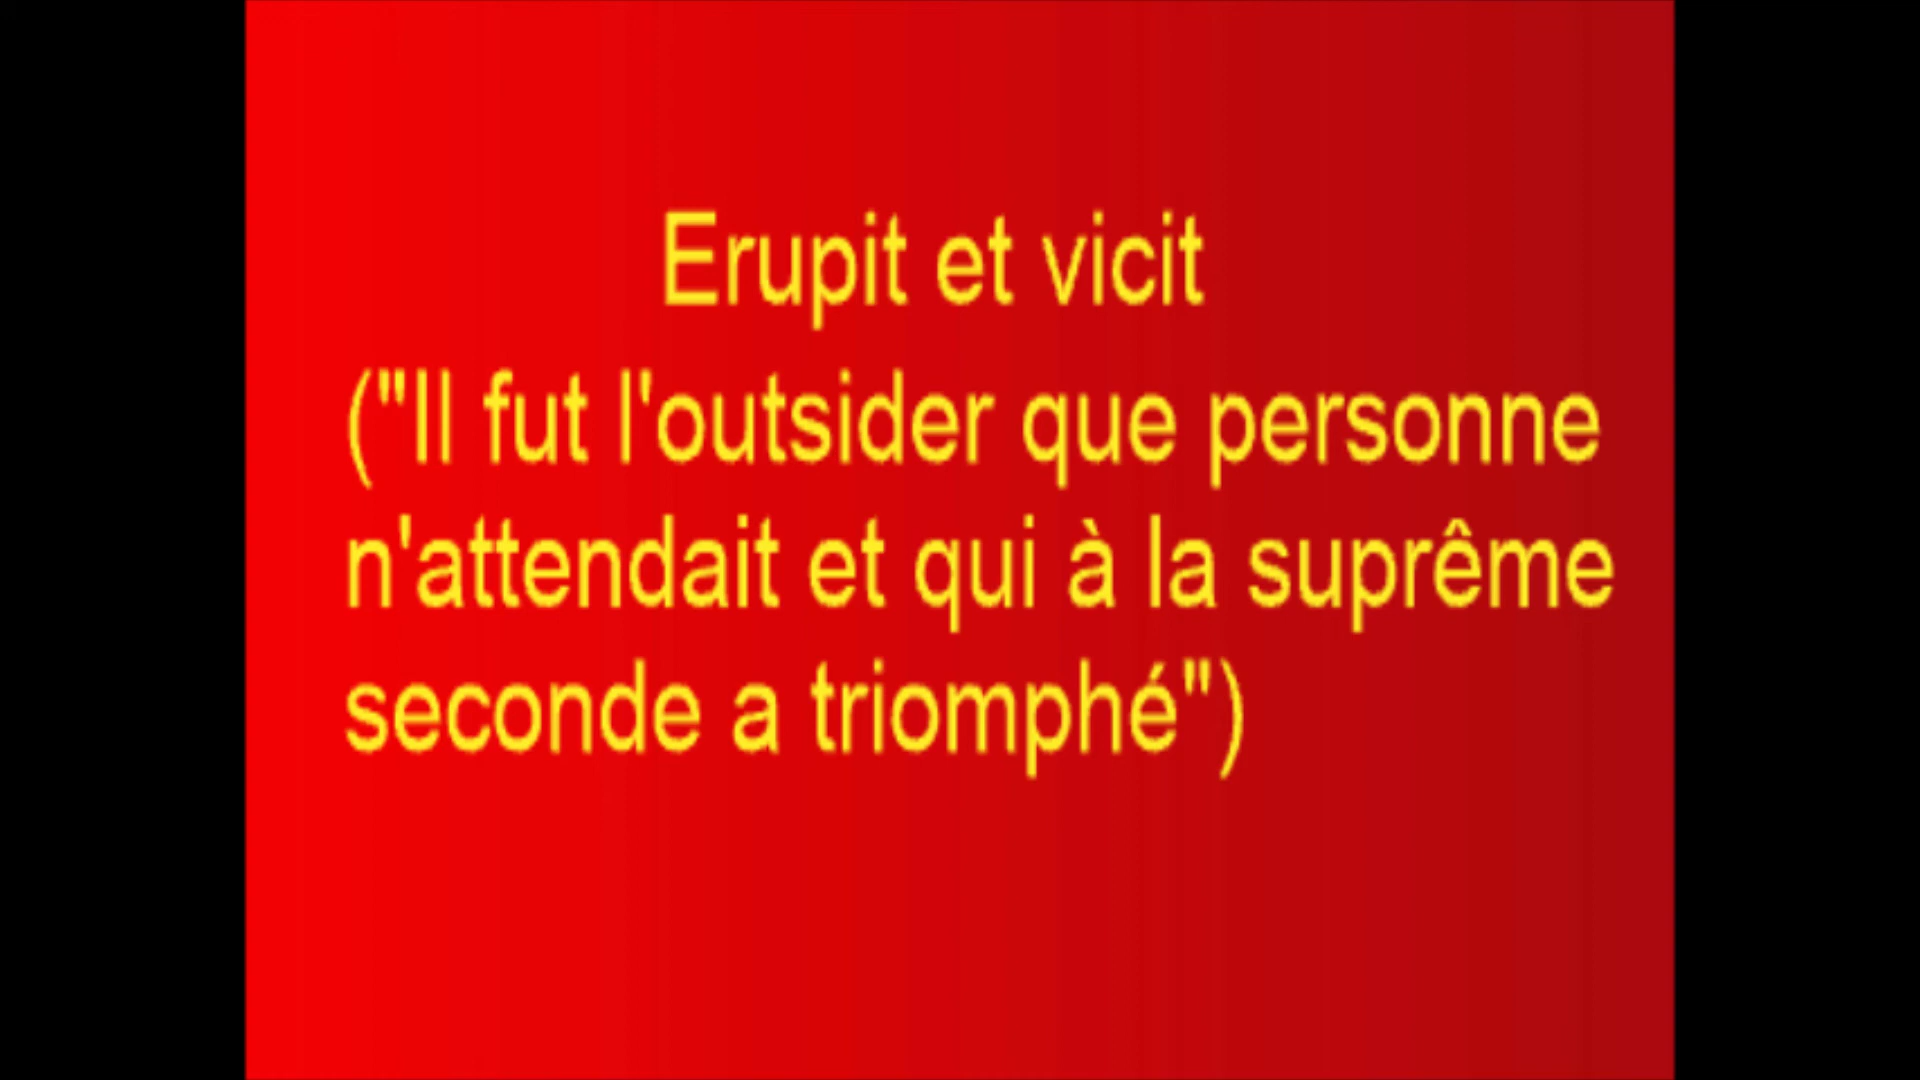 Erupit et vicit
("Il fut l'outsider que personne
n'attendait et qui à la suprême
seconde a triomphé")